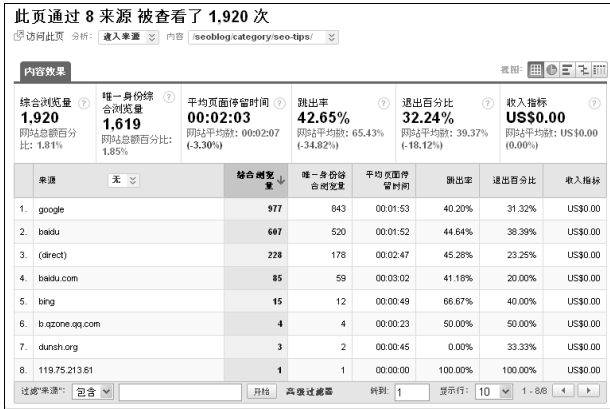 此页通过 8 来源 被查看了 1,920 次
访问此页 分析: 进入来源 内容 /seoblog/category/seo-tips/
内容效果 视图:
综合浏览量 ?
1,920
网站总额百分比: 1.81%
唯一身份综合浏览量 ?
1,619
网站总额百分比: 1.85%
平均页面停留时间 ?
00:02:03
网站平均数: 00:02:07
(-3.30%)
跳出率 ?
42.65%
网站平均数: 65.43%
(-34.82%)
退出百分比 ?
32.24%
网站平均数: 39.37%
(-18.12%)
收入指标 ?
US$0.00
网站平均数: US$0.00
(0.00%)
来源 无 综合浏览量 唯一身份综合浏览量 平均页面停留时间 跳出率 退出百分比 收入指标
1. google 977 843 00:01:53 40.20% 31.32% US$0.00
2. baidu 607 520 00:01:52 44.64% 38.39% US$0.00
3. (direct) 228 178 00:02:47 45.28% 23.25% US$0.00
4. baidu.com 85 59 00:03:02 41.18% 20.00% US$0.00
5. bing 15 12 00:00:49 66.67% 40.00% US$0.00
6. b.qzone.qq.com 4 4 00:00:23 50.00% 50.00% US$0.00
7. dunsh.org 3 2 00:00:45 0.00% 33.33% US$0.00
8. 119.75.213.61 1 1 00:00:00 100.00% 100.00% US$0.00
过滤"来源": 包含 开始 高级过滤器 转到: 1 显示行: 10 1 - 8/8